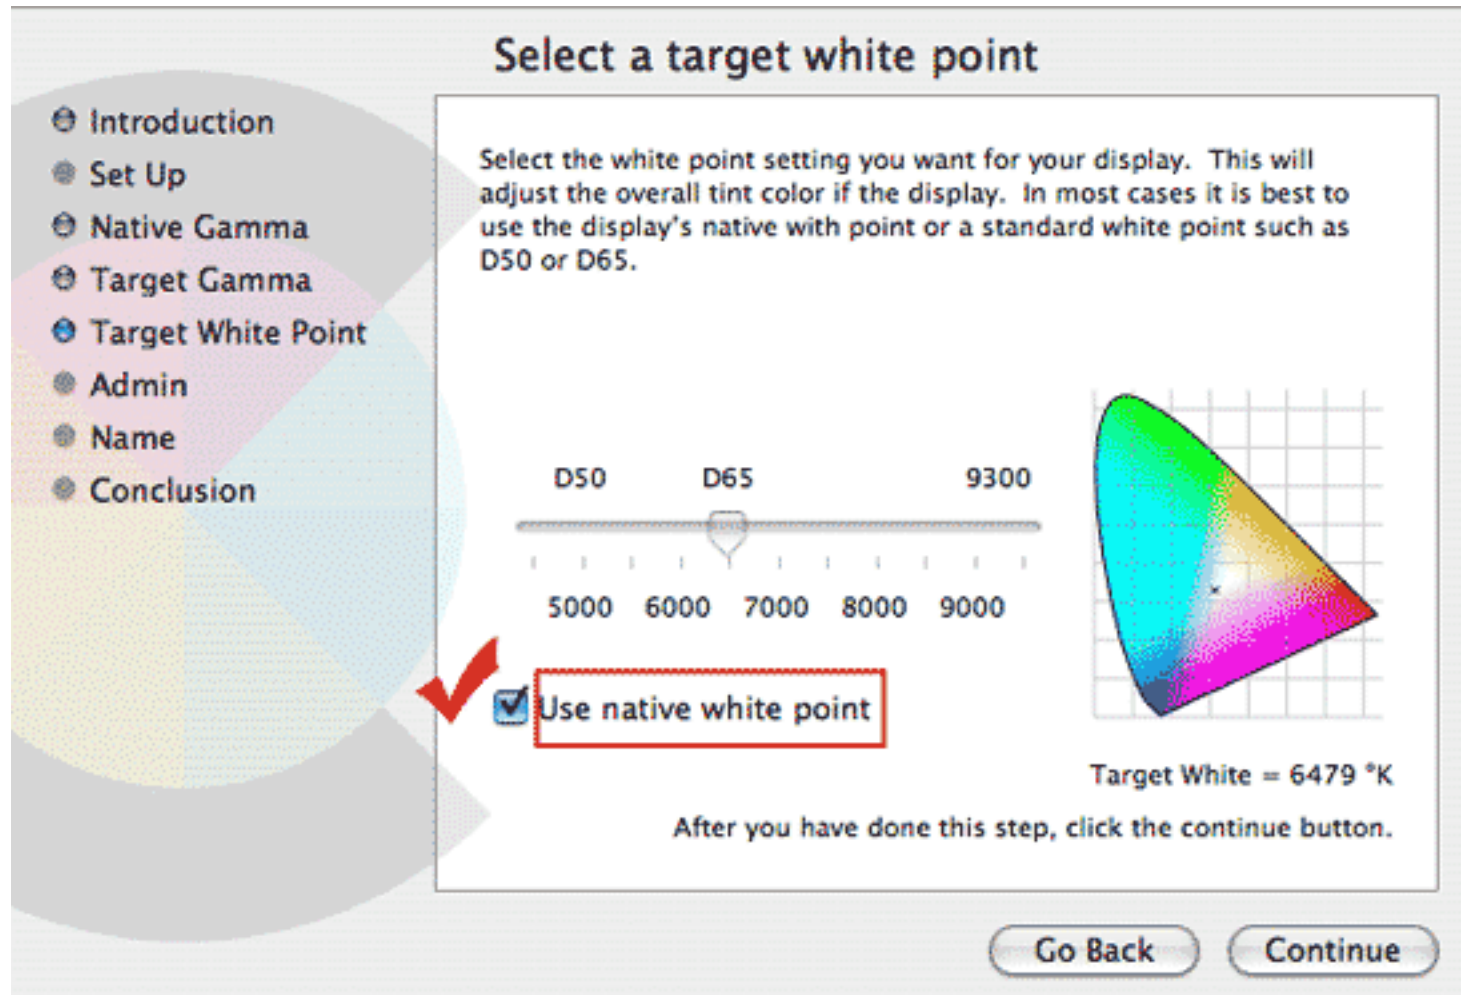 Select a target white point
Introduction
Set Up
Native Gamma
Target Gamma
Target White Point
Admin
Name
Conclusion
Select the white point setting you want for your display. This will
adjust the overall tint color if the display. In most cases it is best to
use the display's native with point or a standard white point such as
D50 or D65.
D50 D65 9300
5000 6000 7000 8000 9000
Use native white point
Target White = 6479 °K
After you have done this step, click the continue button.
Go Back Continue